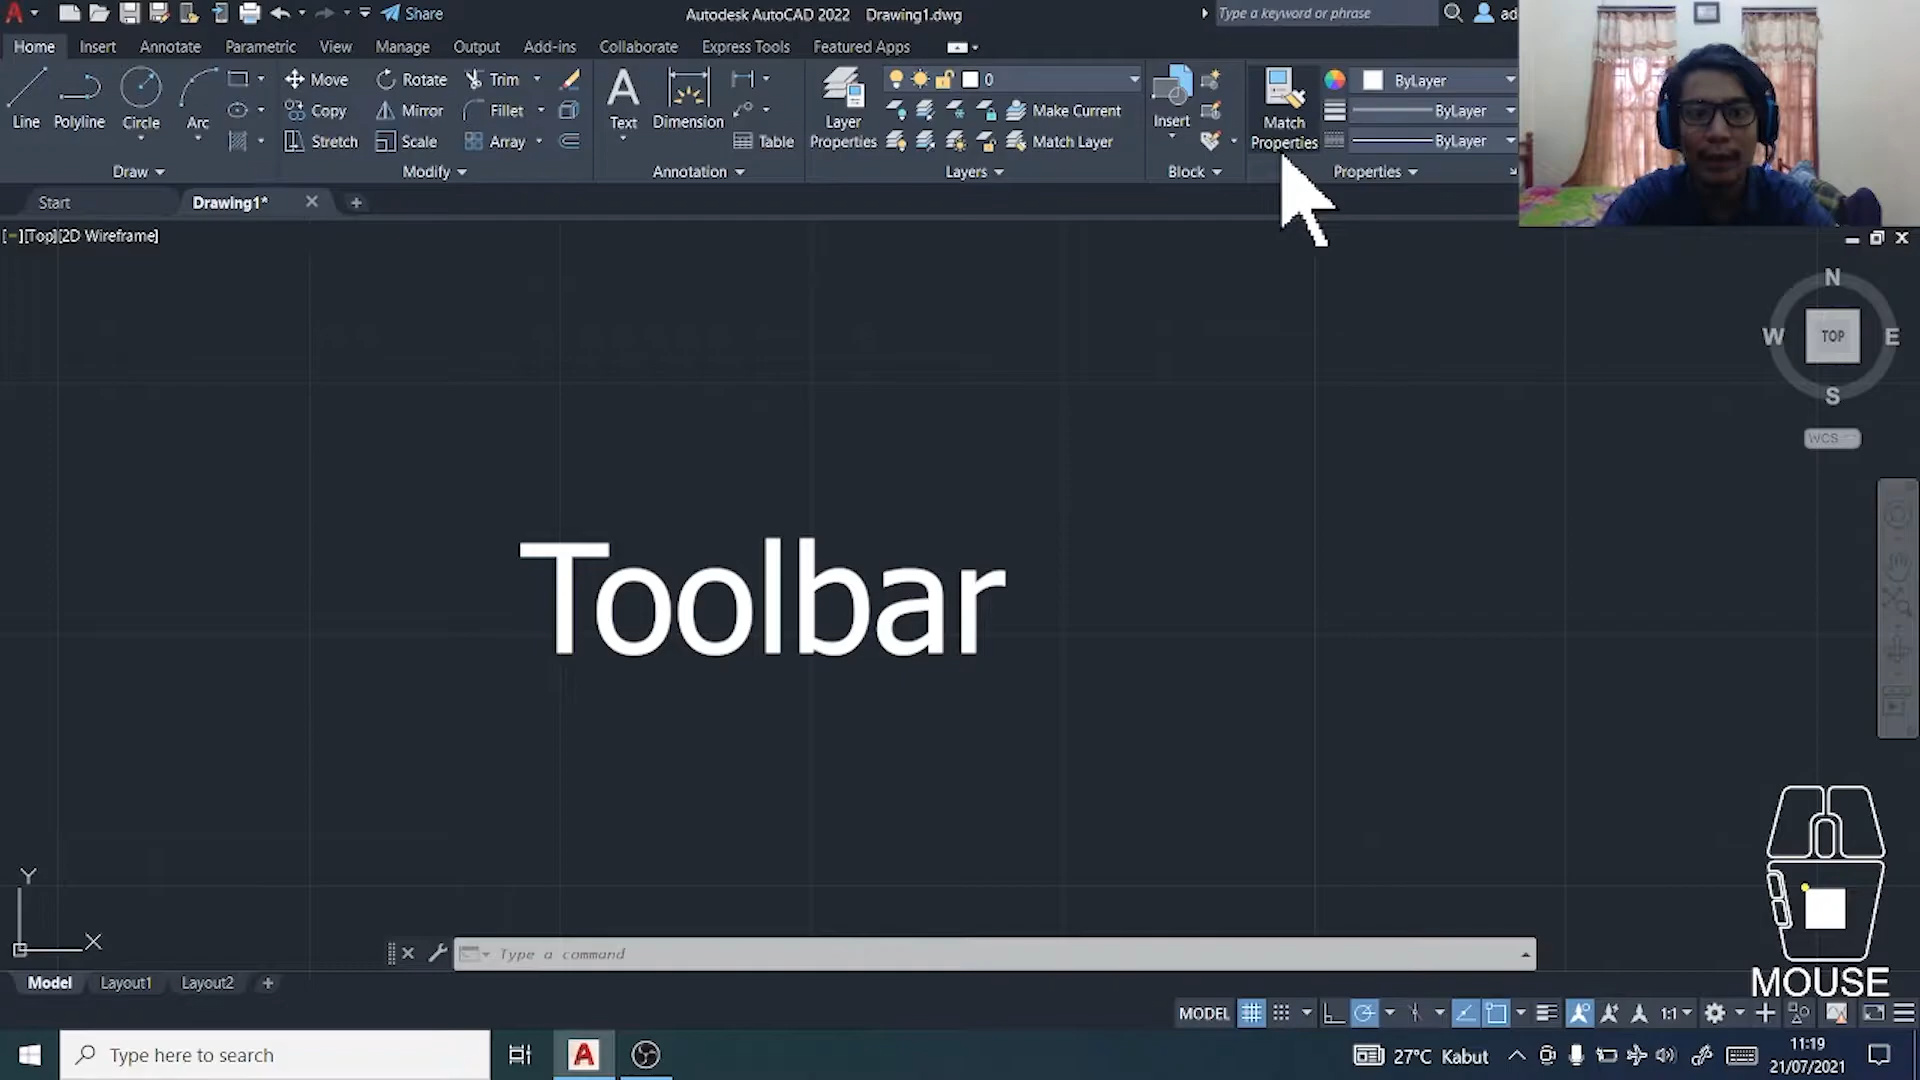 Share
Autodesk AutoCAD 2022 Drawing1.dwg
Type a keyword or phrase
ad
Home Insert Annotate Parametric View Manage Output Add-ins Collaborate Express Tools Featured Apps
Line Polyline Circle Arc
Draw
Move Rotate Trim
Copy Mirror Fillet
Stretch Scale Array
Modify
Text Dimension
Table
Annotation
Layer Properties
0
Make Current
Match Layer
Layers
Insert
Block
Match Properties
ByLayer
ByLayer
ByLayer
Properties
Start Drawing1*
[-][Top][2D Wireframe]
N
W TOP E
S
WCS
Toolbar
Y
X
Type a command
Model Layout1 Layout2
MOUSE
MODEL 1:1
Type here to search
27°C Kabut
11:19
21/07/2021